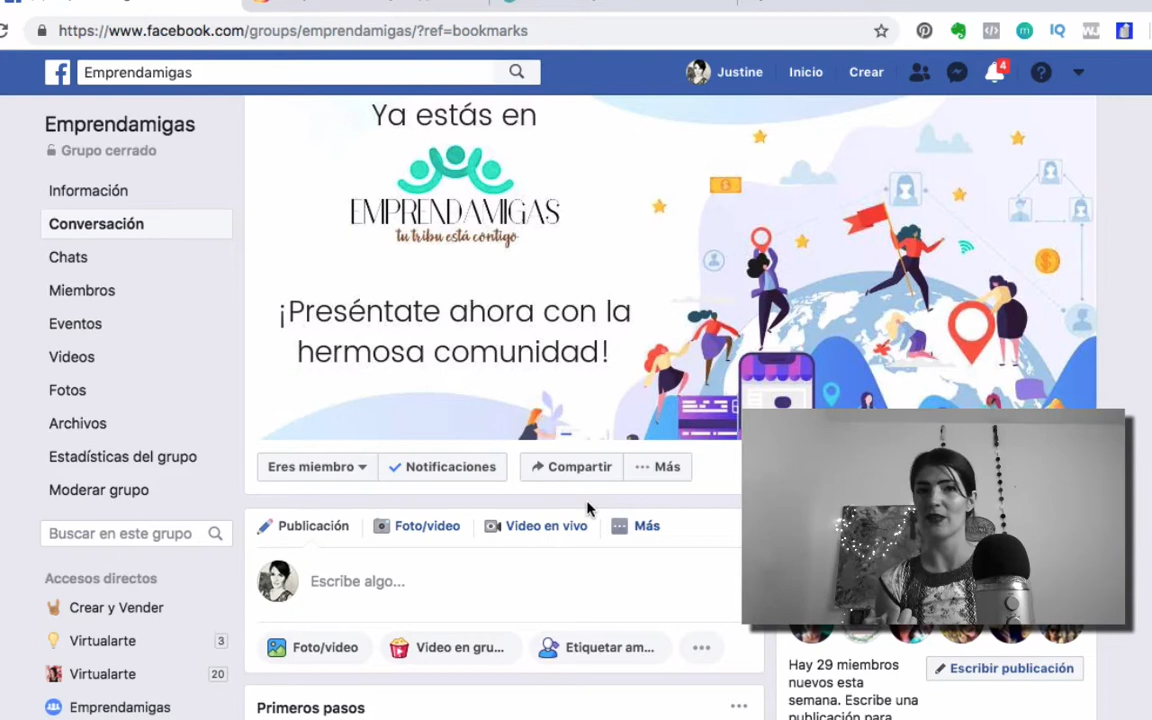 https://www.facebook.com/groups/emprendamigas/?ref=bookmarks
IQ
Emprendamigas
Justine
Inicio
Crear
4
Emprendamigas
Grupo cerrado
Información
Conversación
Chats
Miembros
Eventos
Videos
Fotos
Archivos
Estadísticas del grupo
Moderar grupo
Buscar en este grupo
Accesos directos
Crear y Vender
Virtualarte 3
Virtualarte 20
Emprendamigas
Ya estás en
EMPRENDAMIGAS
tu tribu está contigo
¡Preséntate ahora con la
hermosa comunidad!
Eres miembro
Notificaciones
Compartir
Más
Publicación
Foto/video
Video en vivo
Más
Escribe algo...
Foto/video
Video en gru...
Etiquetar am...
Primeros pasos
Hay 29 miembros
nuevos esta
semana. Escribe una
publicación para
Escribir publicación